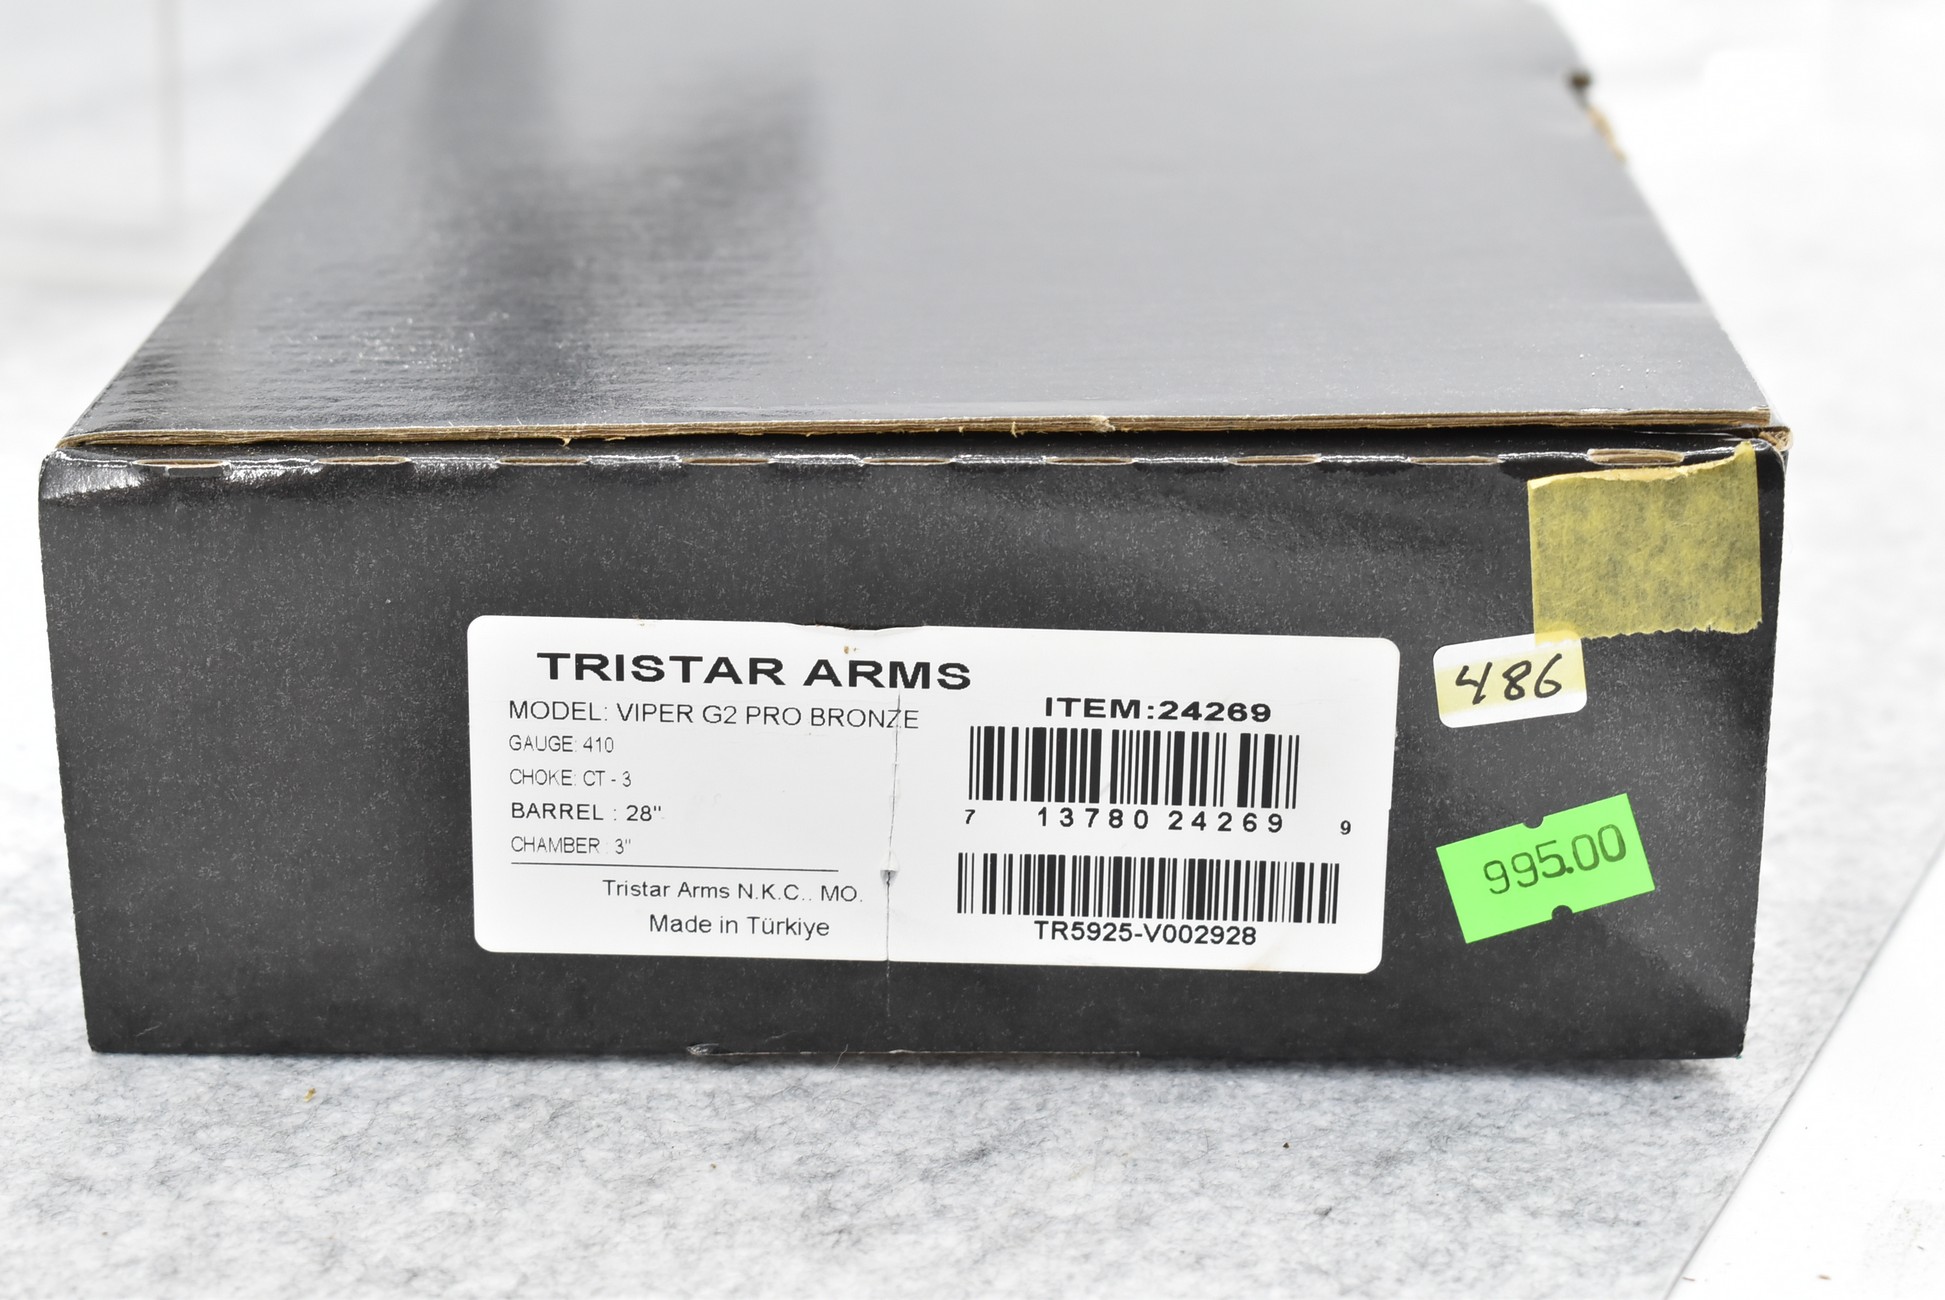 TRISTAR ARMS
MODEL: VIPER G2 PRO BRONZE
GAUGE: 410
CHOKE: CT - 3
BARREL : 28"
CHAMBER : 3"
Tristar Arms N.K.C.. MO.
Made in Türkiye
ITEM:24269
7 13780 24269 9
TR5925-V002928
486
995.00